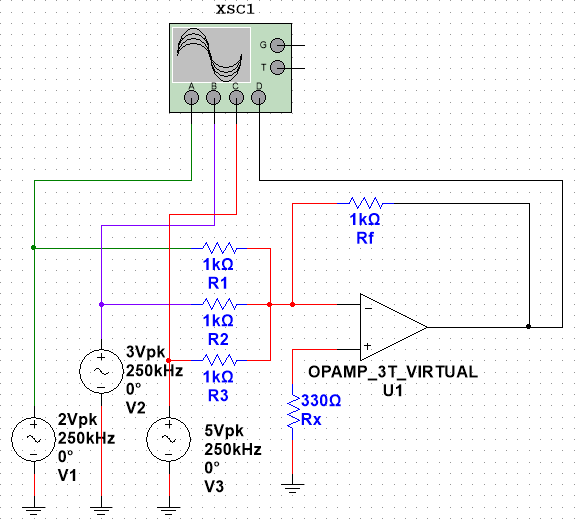 XSC1
G
T
A B C D
1kΩ
Rf
1kΩ
R1
1kΩ
R2
1kΩ
R3
OPAMP_3T_VIRTUAL
U1
330Ω
Rx
3Vpk
250kHz
0°
V2
2Vpk
250kHz
0°
V1
5Vpk
250kHz
0°
V3